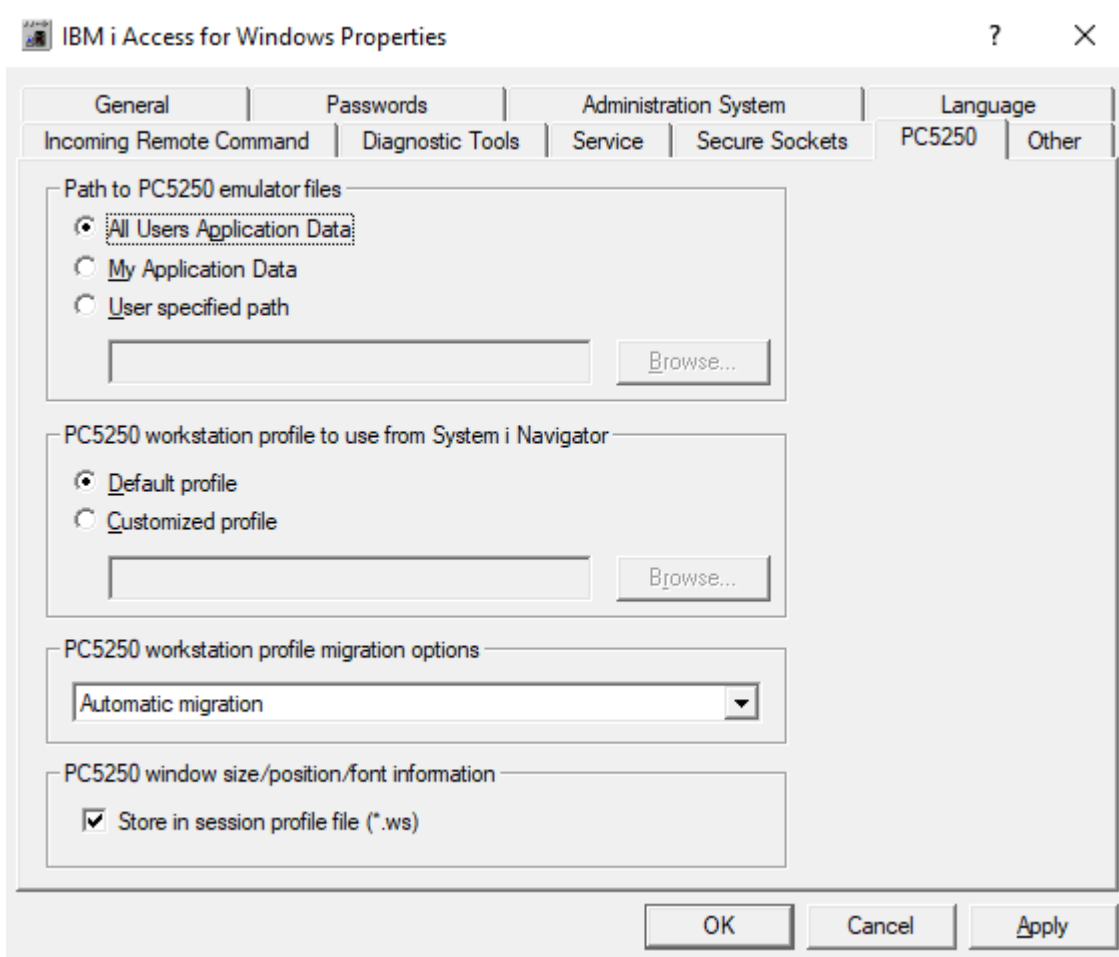 IBM i Access for Windows Properties
General Passwords Administration System Language
Incoming Remote Command Diagnostic Tools Service Secure Sockets PC5250 Other
Path to PC5250 emulator files
All Users Application Data
My Application Data
User specified path
Browse...
PC5250 workstation profile to use from System i Navigator
Default profile
Customized profile
Browse...
PC5250 workstation profile migration options
Automatic migration
PC5250 window size/position/font information
Store in session profile file (*.ws)
OK Cancel Apply